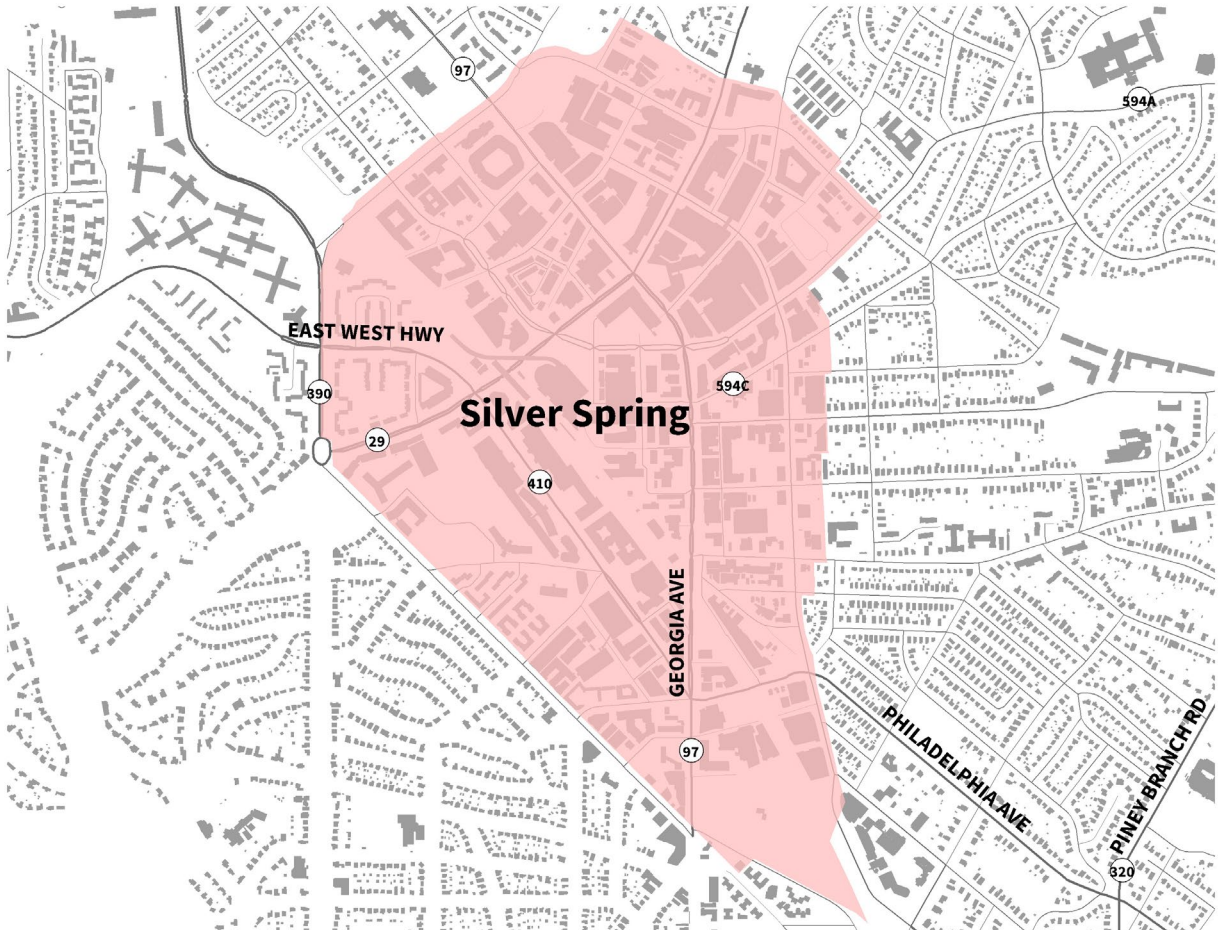 97
594A
EAST WEST HWY
390
594C
Silver Spring
29
410
GEORGIA AVE
97
PHILADELPHIA AVE
PINEY BRANCH RD
320